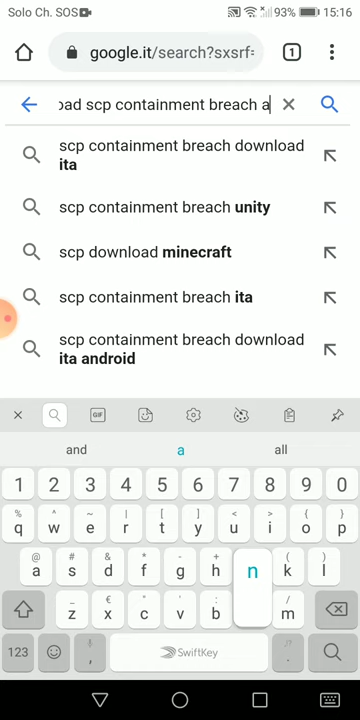 Solo Ch. SOS 93% 15:16
google.it/search?sxsrf= 1
oad scp containment breach a
scp containment breach download
ita
scp containment breach unity
scp download minecraft
scp containment breach ita
scp containment breach download
ita android
GIF
and a all
1 2 3 4 5 6 7 8 9 0
% ^ ~ | [ ] < > { }
q w e r t y u i o p
@ # & * - + ( )
a s d f g h n k l
_ € " ' : ; /
z x c v b m
123 , SwiftKey .